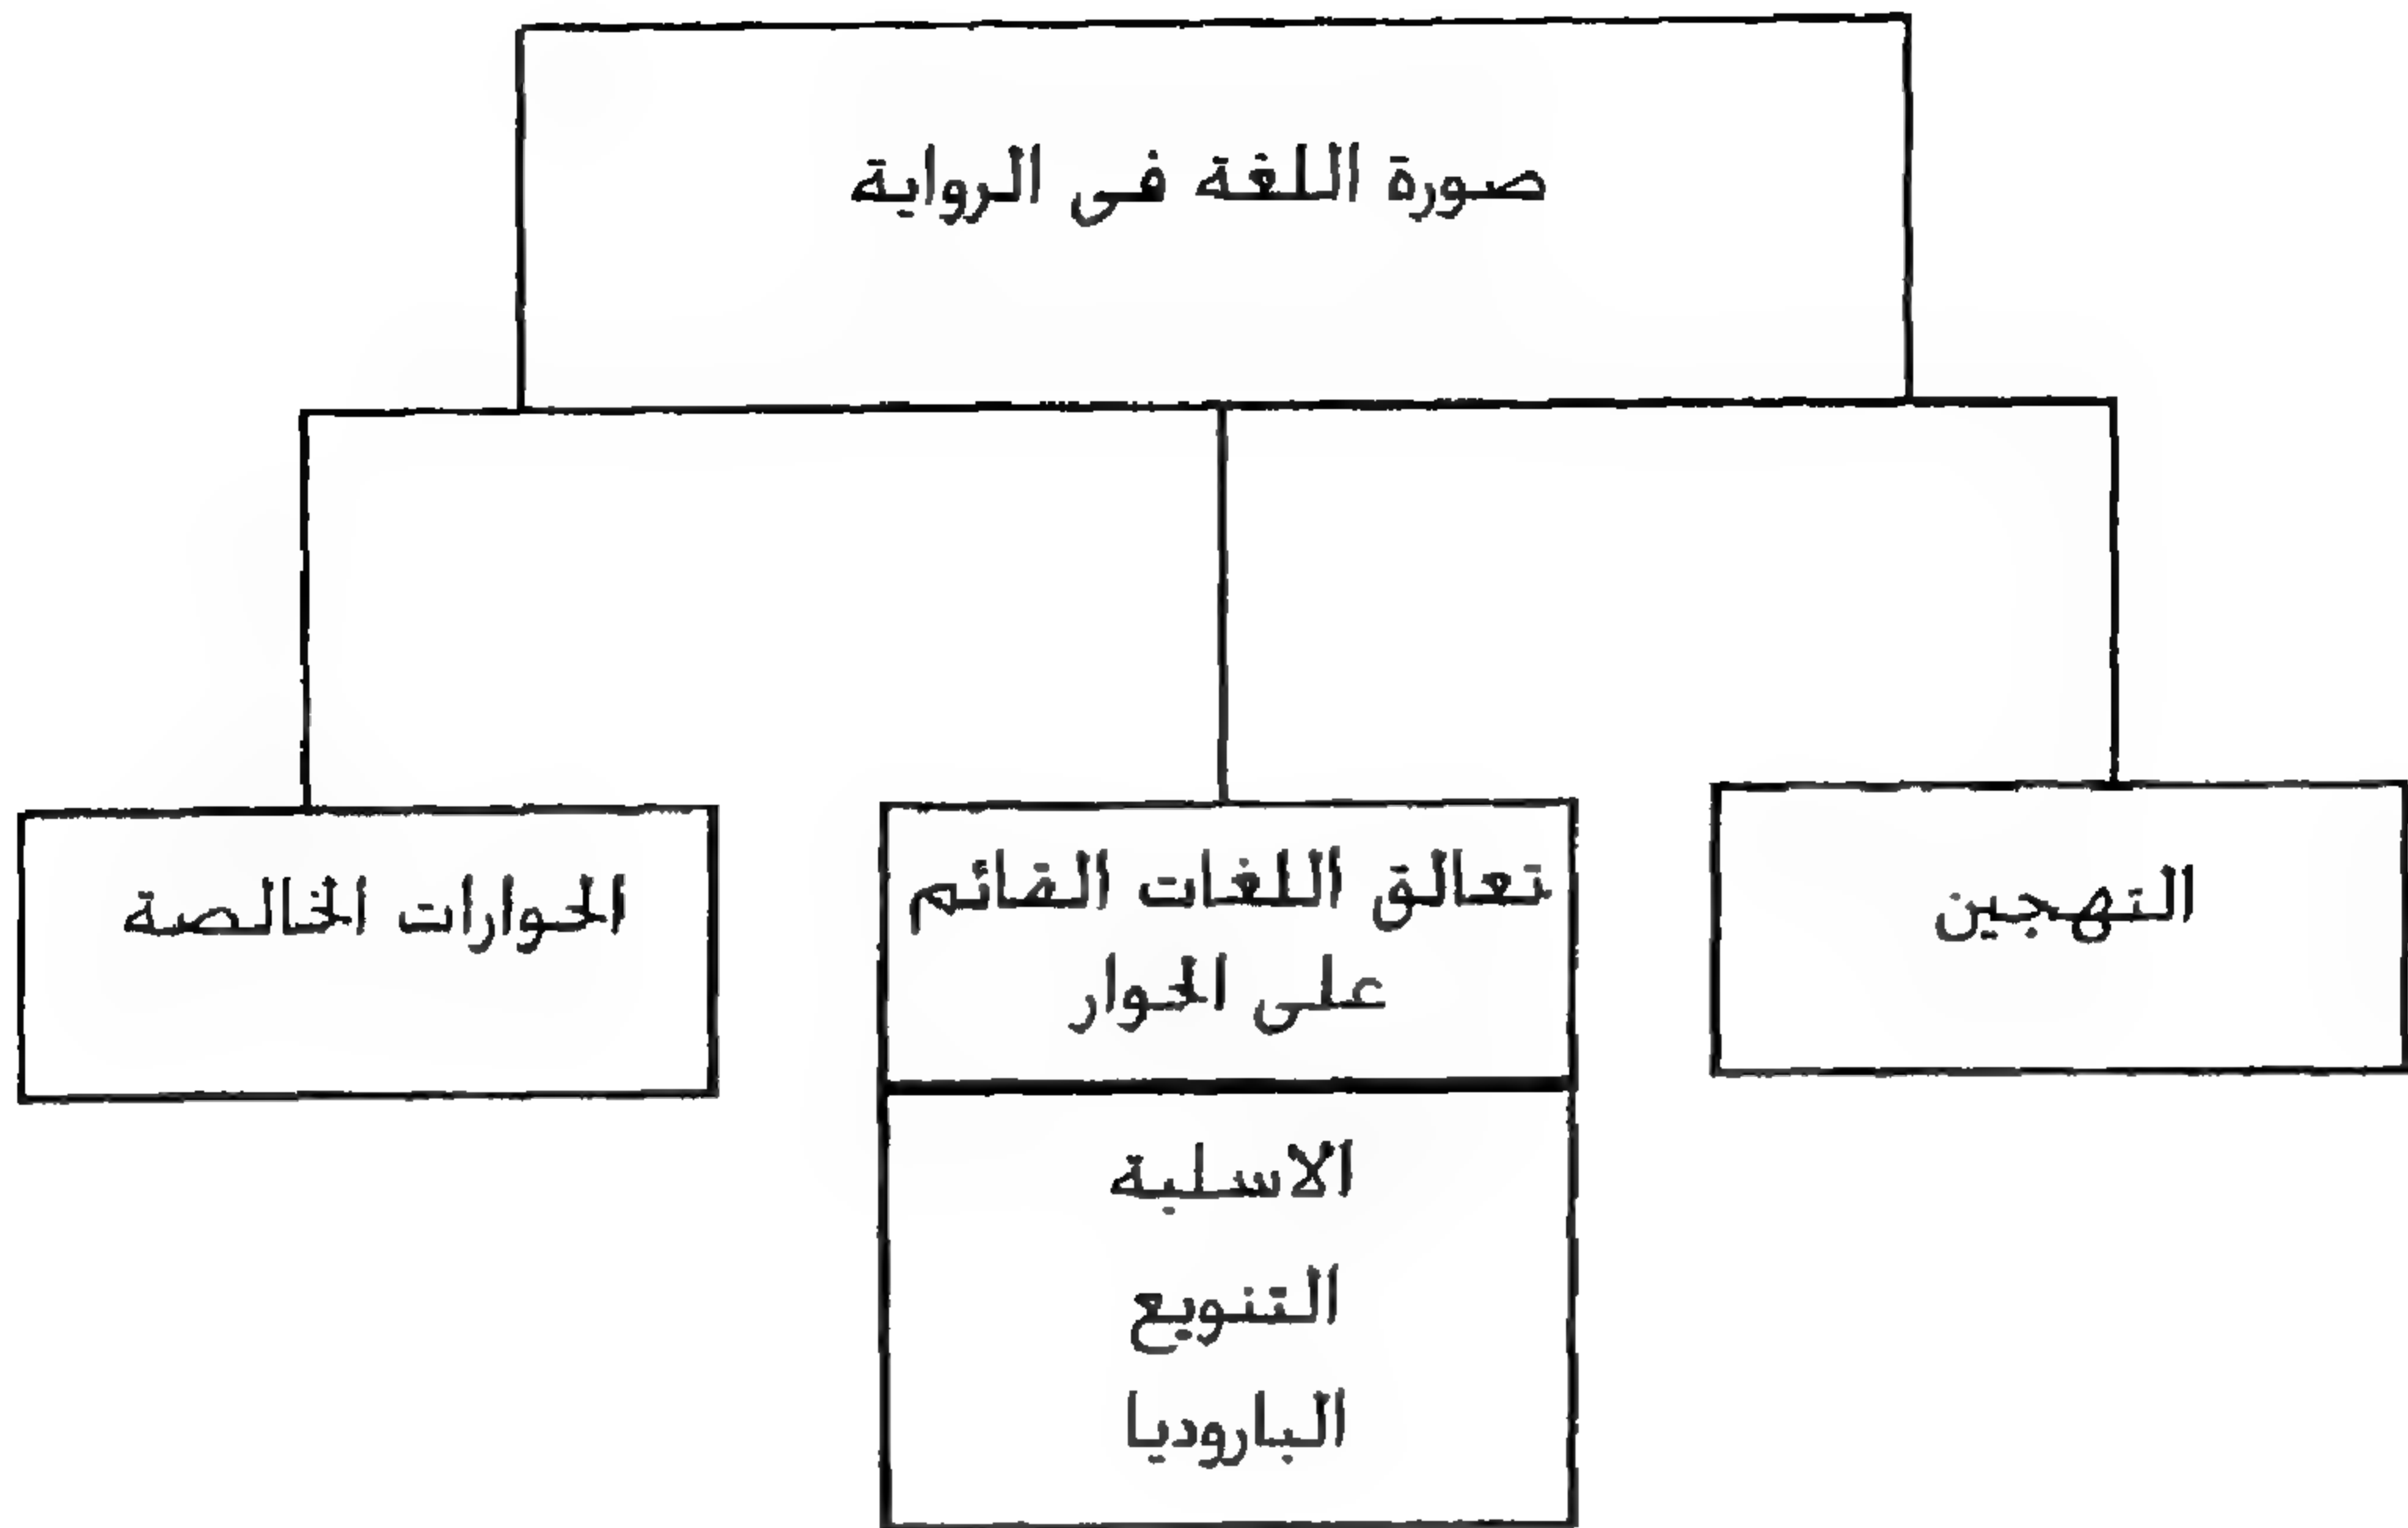 صورة اللغة فى الرواية
التهجين
تعالق اللغات القائم
على الحوار
الحوارات الخالصة
الاسلبة
التنويع
الباروديا